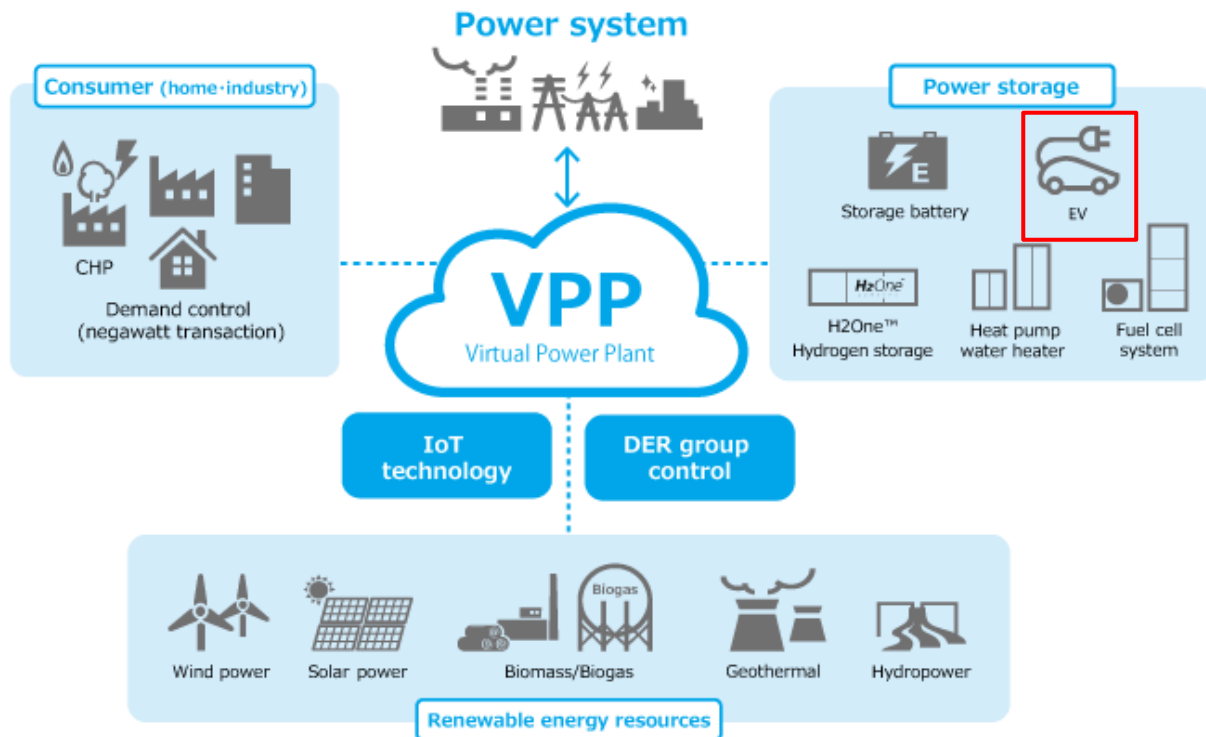 Power system
Consumer (home·industry)
CHP
Demand control
(negawatt transaction)
Power storage
E
Storage battery
EV
H2One
H2One™
Hydrogen storage
Heat pump
water heater
Fuel cell
system
VPP
Virtual Power Plant
IoT
technology
DER group
control
Wind power
Solar power
Biogas
Biomass/Biogas
Geothermal
Hydropower
Renewable energy resources